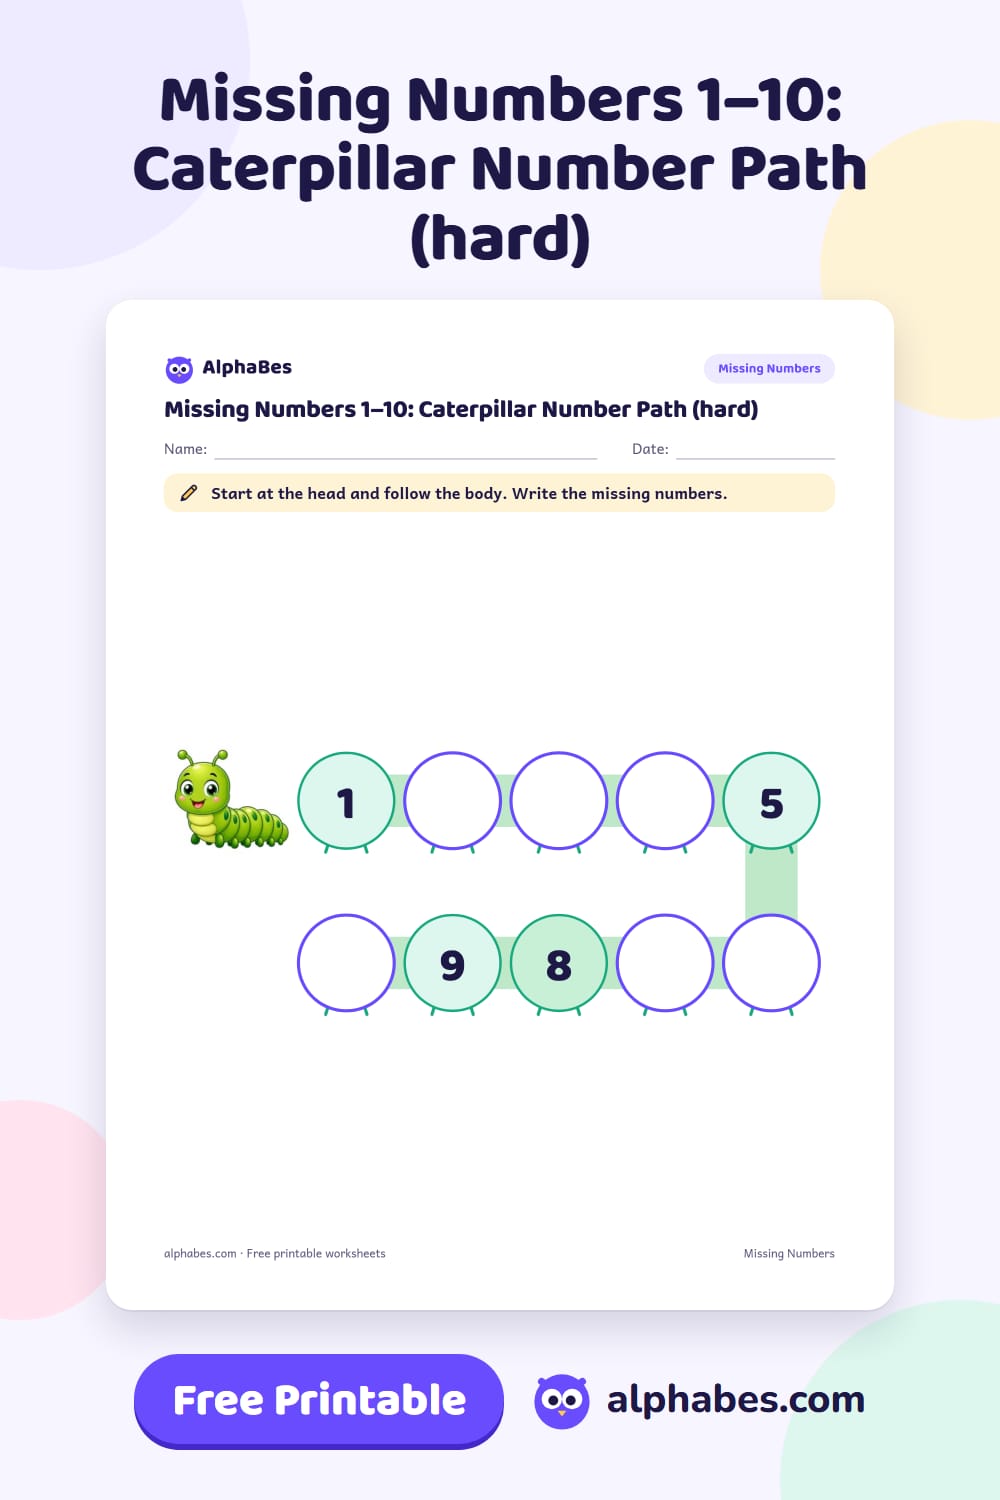 Missing Numbers 1–10:
Caterpillar Number Path
(hard)
AlphaBes
Missing Numbers
Missing Numbers 1–10: Caterpillar Number Path (hard)
Name:
Date:
Start at the head and follow the body. Write the missing numbers.
1 5
9 8
alphabes.com · Free printable worksheets
Missing Numbers
Free Printable
alphabes.com